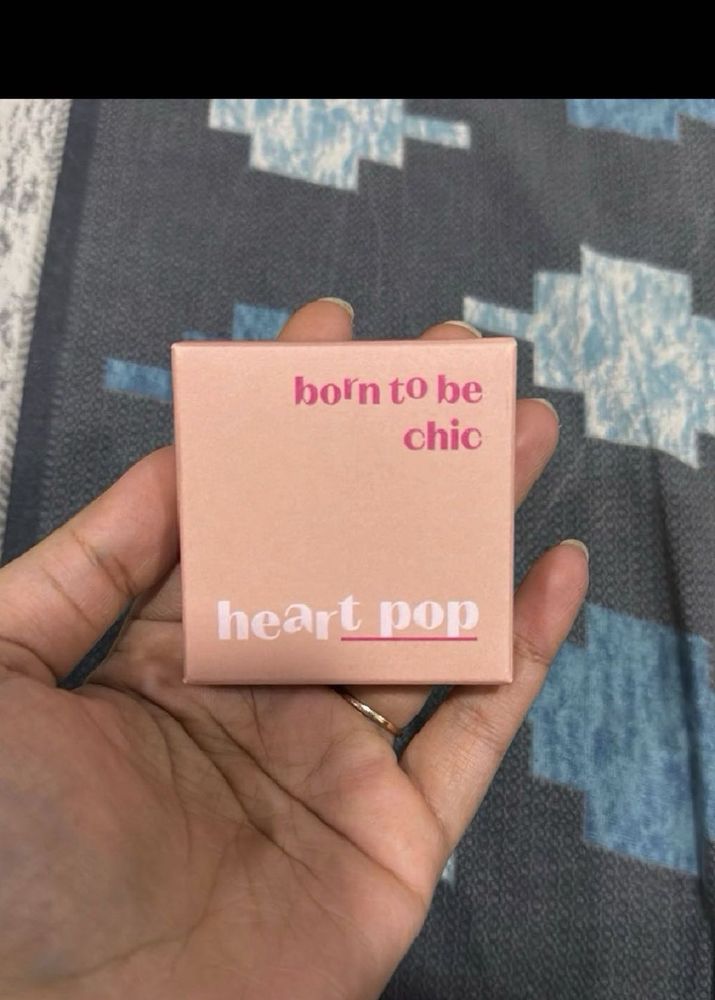 born to be
chic
heart pop